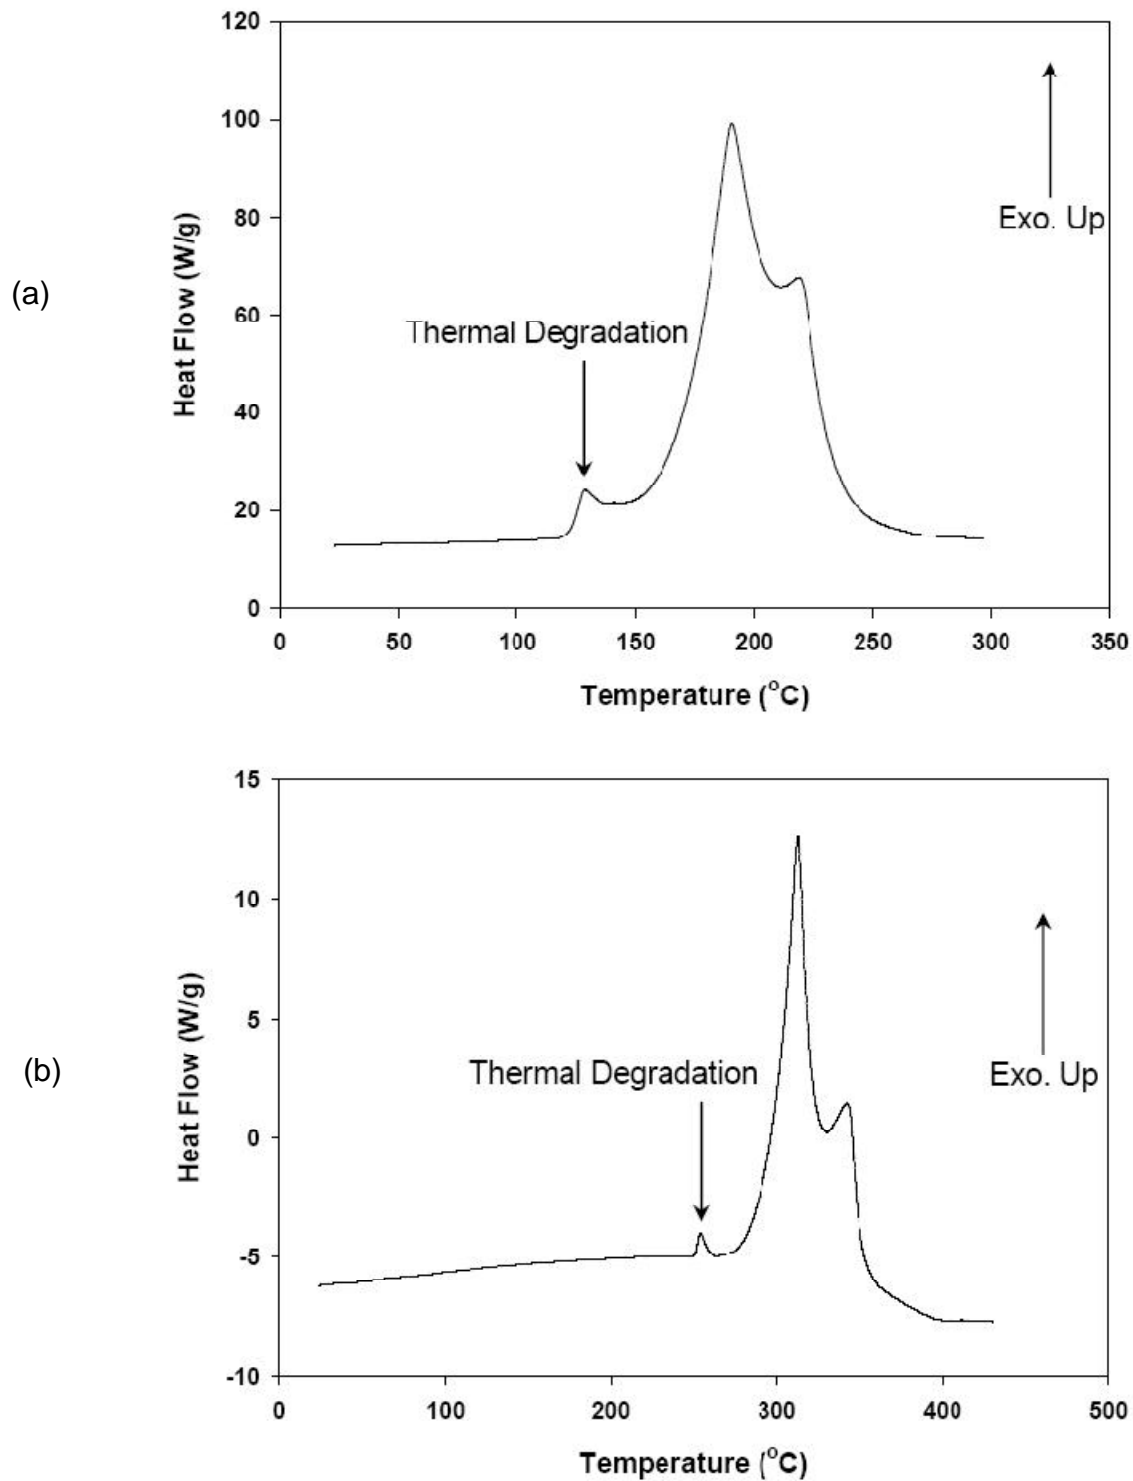 (a)
Heat Flow (W/g)
120
100
80
60
40
20
0
Thermal Degradation
Exo. Up
0 50 100 150 200 250 300 350
Temperature (°C)
(b)
Heat Flow (W/g)
15
10
5
0
-5
-10
Thermal Degradation
Exo. Up
0 100 200 300 400 500
Temperature (°C)